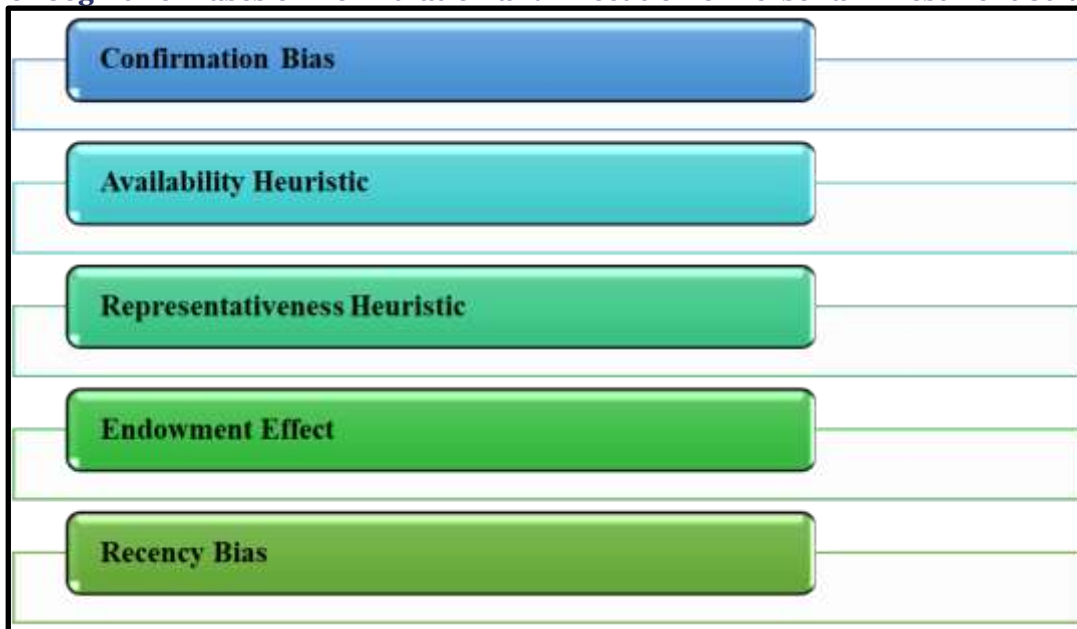 Confirmation Bias
Availability Heuristic
Representativeness Heuristic
Endowment Effect
Recency Bias